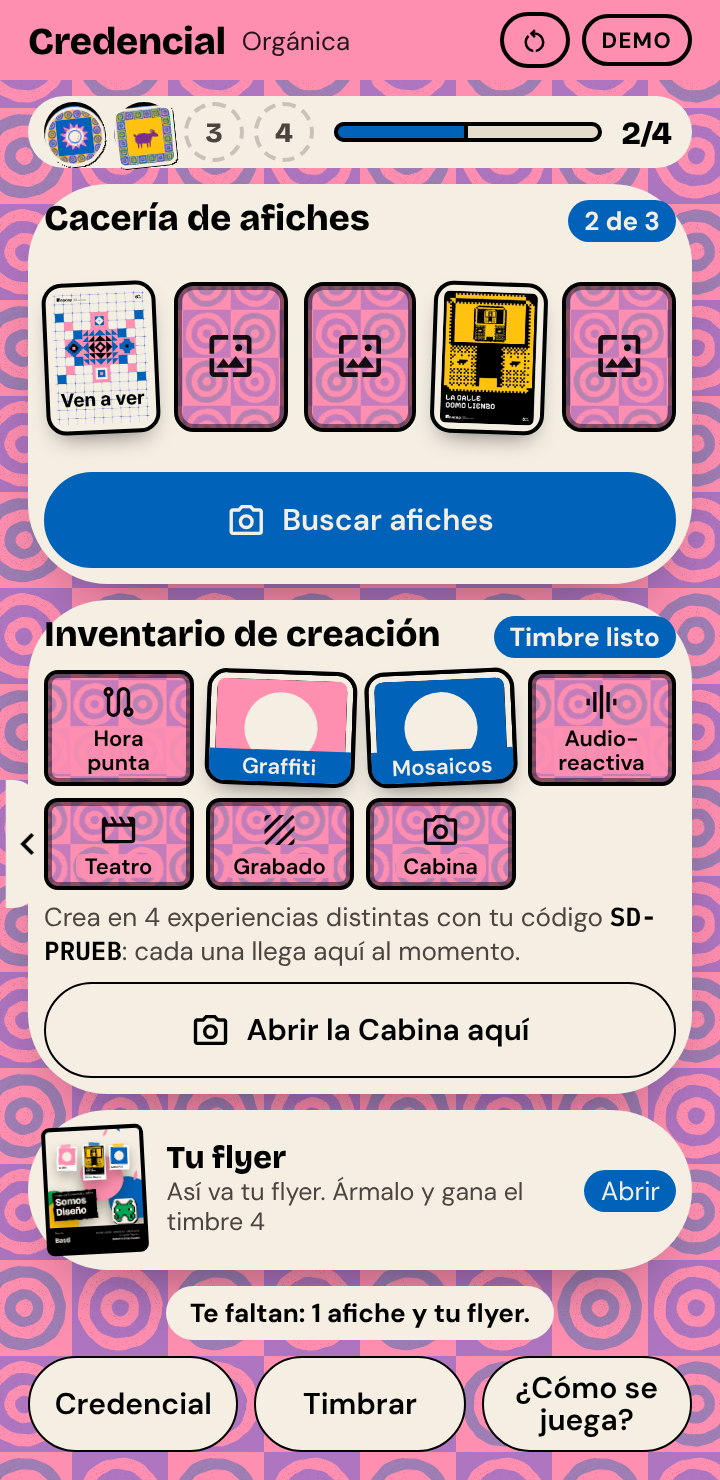 Credencial Orgánica
DEMO
3
4
2/4
Cacería de afiches
2 de 3
Ven a ver
LA CALLE
COMO LIENZO
Buscar afiches
Inventario de creación
Timbre listo
Hora
punta
Graffiti
Mosaicos
Audio-
reactiva
Teatro
Grabado
Cabina
Crea en 4 experiencias distintas con tu código SD-
PRUEB: cada una llega aquí al momento.
Abrir la Cabina aquí
Somos
Diseño
Tu flyer
Así va tu flyer. Ármalo y gana el
timbre 4
Abrir
Te faltan: 1 afiche y tu flyer.
Credencial
Timbrar
¿Cómo se
juega?